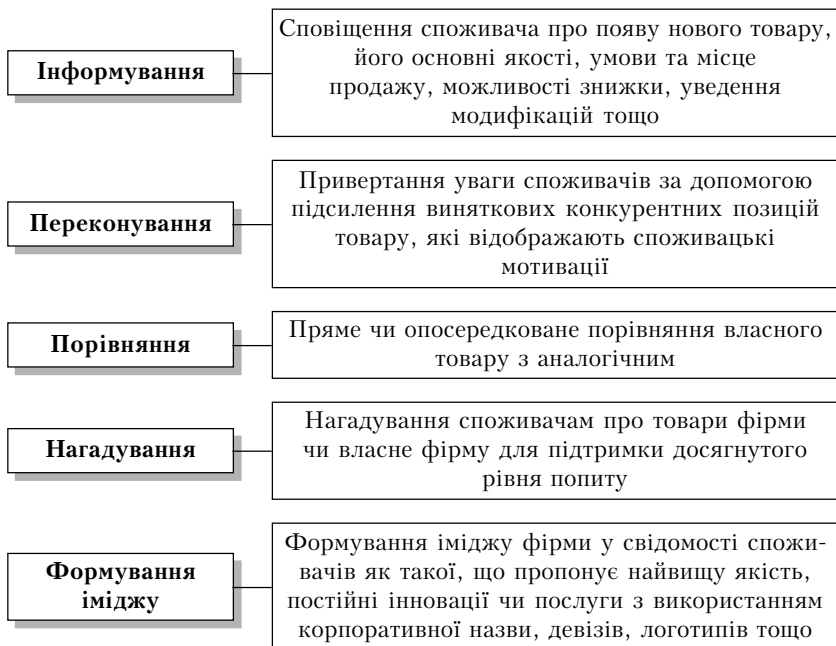 Інформування
Сповіщення споживача про появу нового товару,
його основні якості, умови та місце
продажу, можливості знижки, уведення
модифікацій тощо
Переконування
Привертання уваги споживачів за допомогою
підсилення виняткових конкурентних позицій
товару, які відображають споживацькі
мотивації
Порівняння
Пряме чи опосередковане порівняння власного
товару з аналогічним
Нагадування
Нагадування споживачам про товари фірми
чи власне фірму для підтримки досягнутого
рівня попиту
Формування
іміджу
Формування іміджу фірми у свідомості спожи-
вачів як такої, що пропонує найвищу якість,
постійні інновації чи послуги з використанням
корпоративної назви, девізів, логотипів тощо